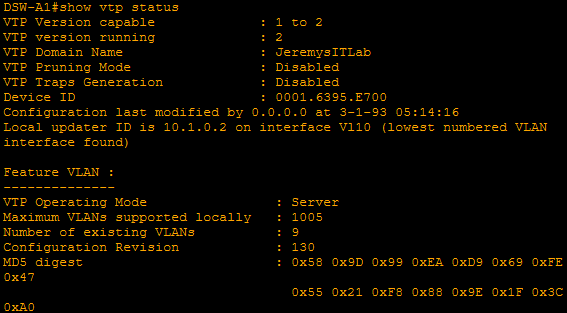 DSW-A1#show vtp status
VTP Version capable : 1 to 2
VTP version running : 2
VTP Domain Name : JeremysITLab
VTP Pruning Mode : Disabled
VTP Traps Generation : Disabled
Device ID : 0001.6395.E700
Configuration last modified by 0.0.0.0 at 3-1-93 05:14:16
Local updater ID is 10.1.0.2 on interface Vl10 (lowest numbered VLAN
interface found)
Feature VLAN :
--------------
VTP Operating Mode : Server
Maximum VLANs supported locally : 1005
Number of existing VLANs : 9
Configuration Revision : 130
MD5 digest : 0x58 0x9D 0x99 0xEA 0xD9 0x69 0xFE
0x47
0x55 0x21 0xF8 0x88 0x9E 0x1F 0x3C
0xA0